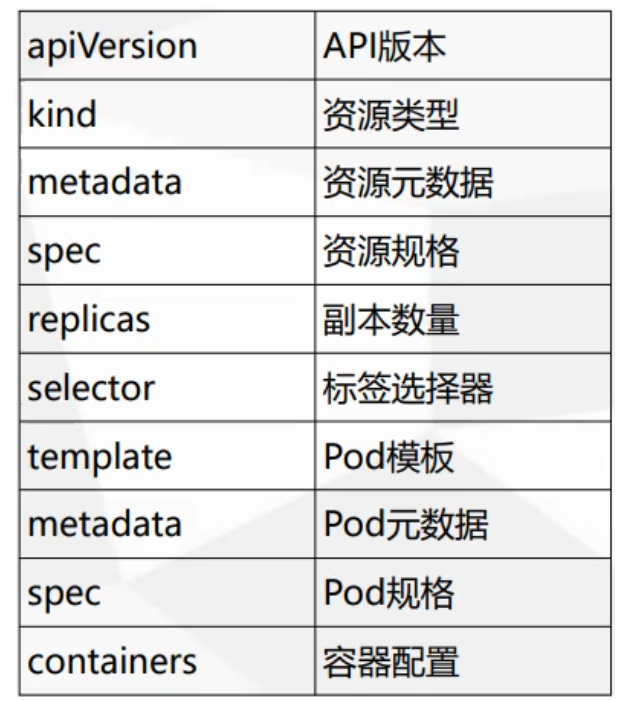 apiVersion API版本
kind 资源类型
metadata 资源元数据
spec 资源规格
replicas 副本数量
selector 标签选择器
template Pod模板
metadata Pod元数据
spec Pod规格
containers 容器配置